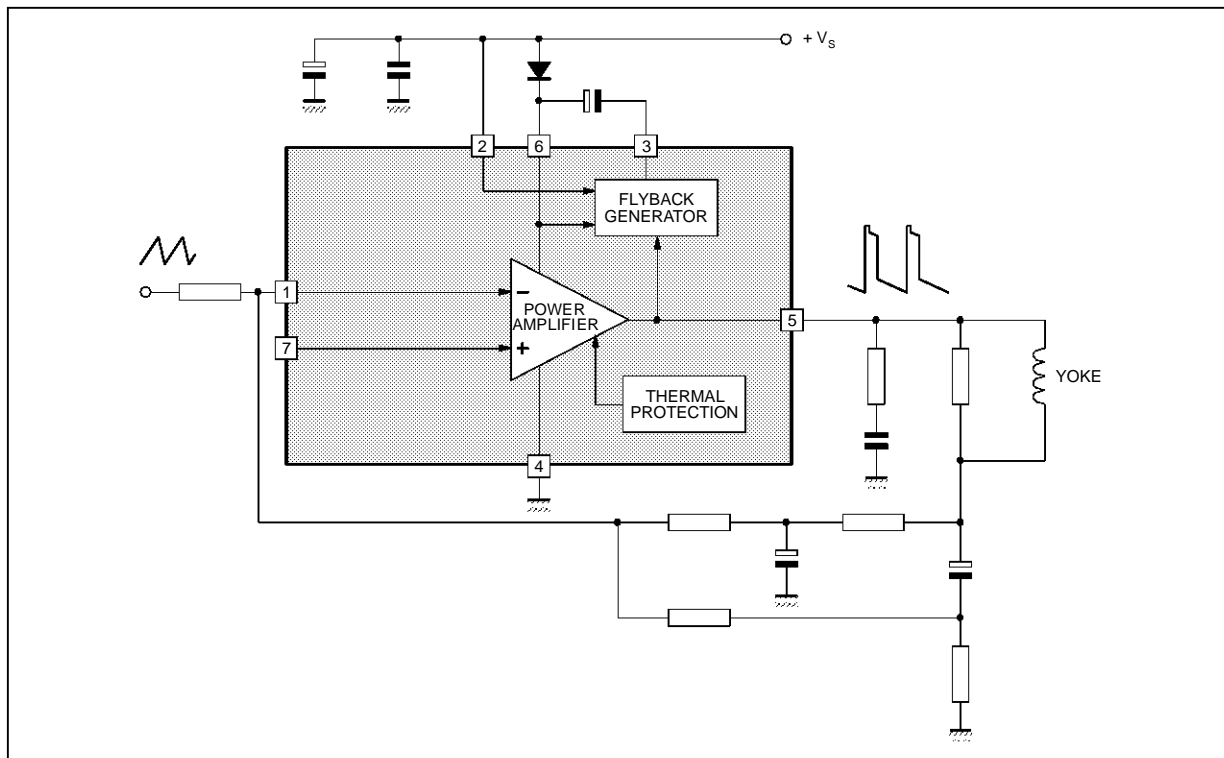 + VS
2
6
3
FLYBACK
GENERATOR
1
7
−
POWER
AMPLIFIER
+
5
THERMAL
PROTECTION
YOKE
4